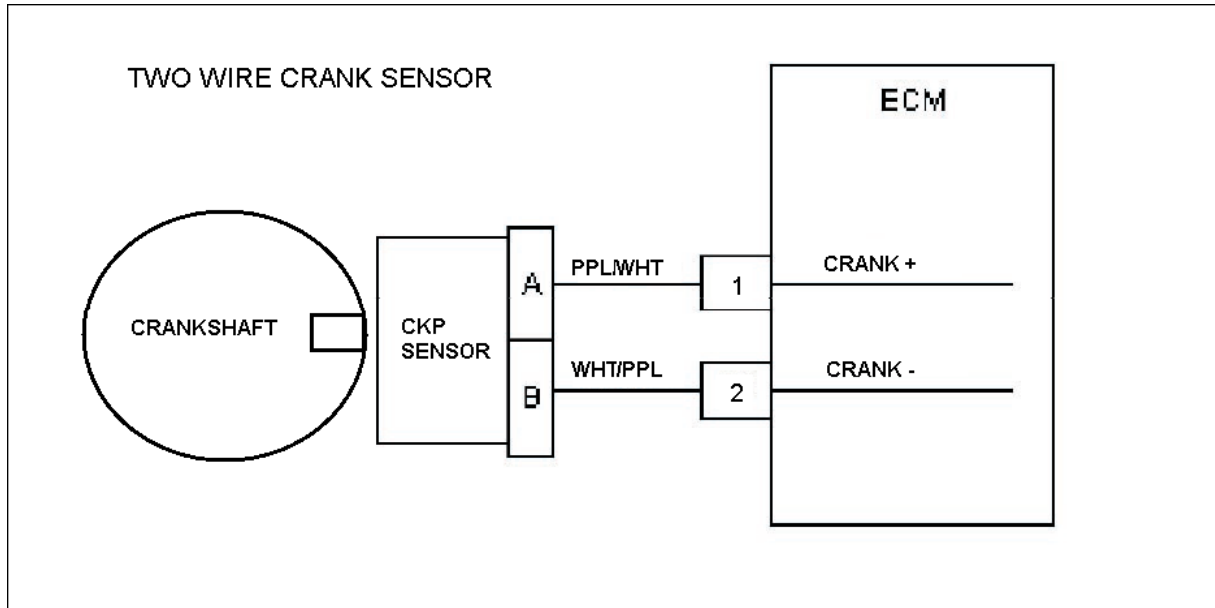 TWO WIRE CRANK SENSOR
ECM
CRANKSHAFT
CKP
SENSOR
A
B
PPL/WHT
WHT/PPL
1
2
CRANK +
CRANK -